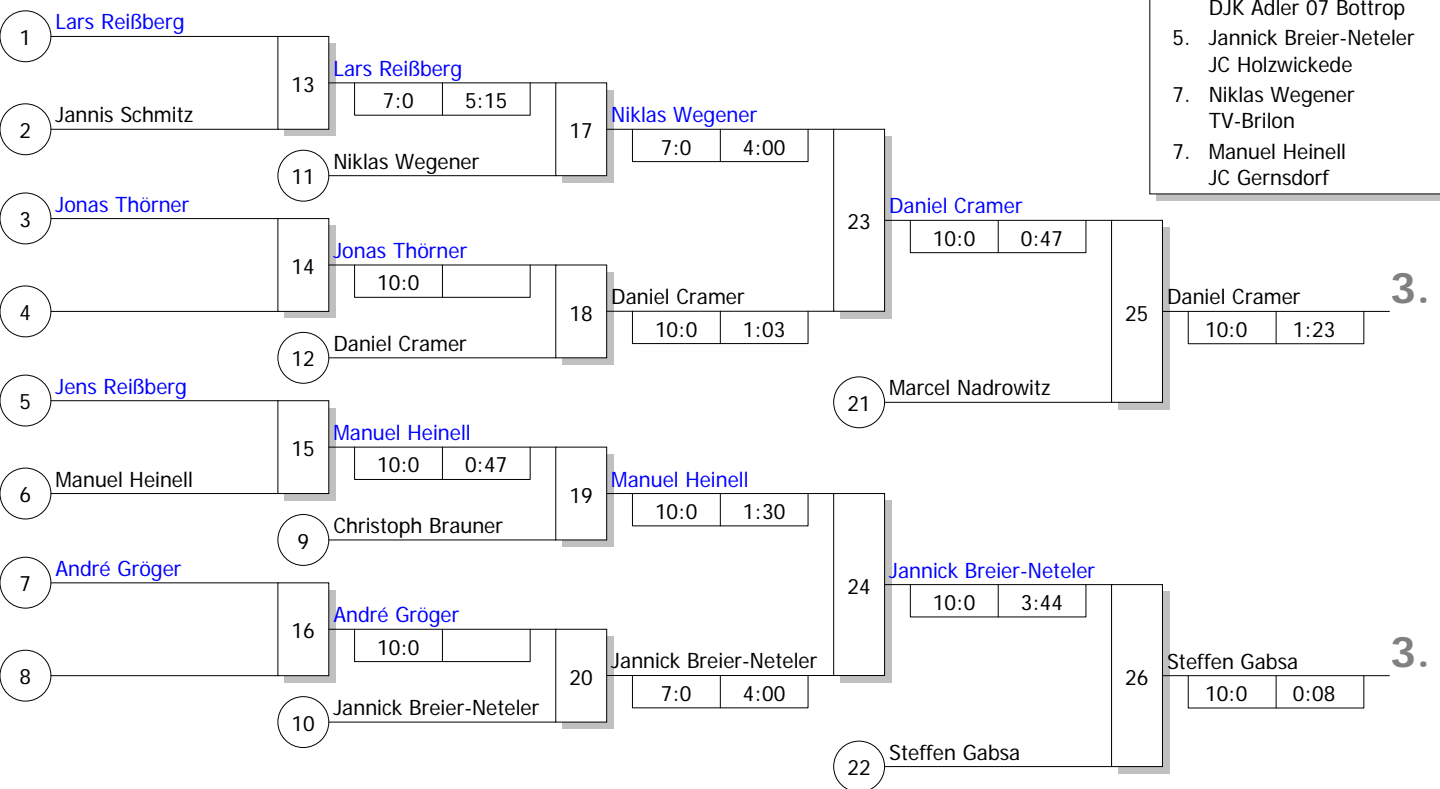 DJK Adler 07 Bottrop
5. Jannick Breier-Neteler
JC Holzwickede
7. Niklas Wegener
TV-Brilon
7. Manuel Heinell
JC Gernsdorf
1 Lars Reißberg
2 Jannis Schmitz
13
Lars Reißberg
7:0 5:15
11 Niklas Wegener
17
Niklas Wegener
7:0 4:00
3 Jonas Thörner
4
14
Jonas Thörner
10:0
12 Daniel Cramer
18
Daniel Cramer
10:0 1:03
23
Daniel Cramer
10:0 0:47
21 Marcel Nadrowitz
25
Daniel Cramer
10:0 1:23
3.
5 Jens Reißberg
6 Manuel Heinell
15
Manuel Heinell
10:0 0:47
9 Christoph Brauner
19
Manuel Heinell
10:0 1:30
7 André Gröger
8
16
André Gröger
10:0
10 Jannick Breier-Neteler
20
Jannick Breier-Neteler
7:0 4:00
24
Jannick Breier-Neteler
10:0 3:44
22 Steffen Gabsa
26
Steffen Gabsa
10:0 0:08
3.